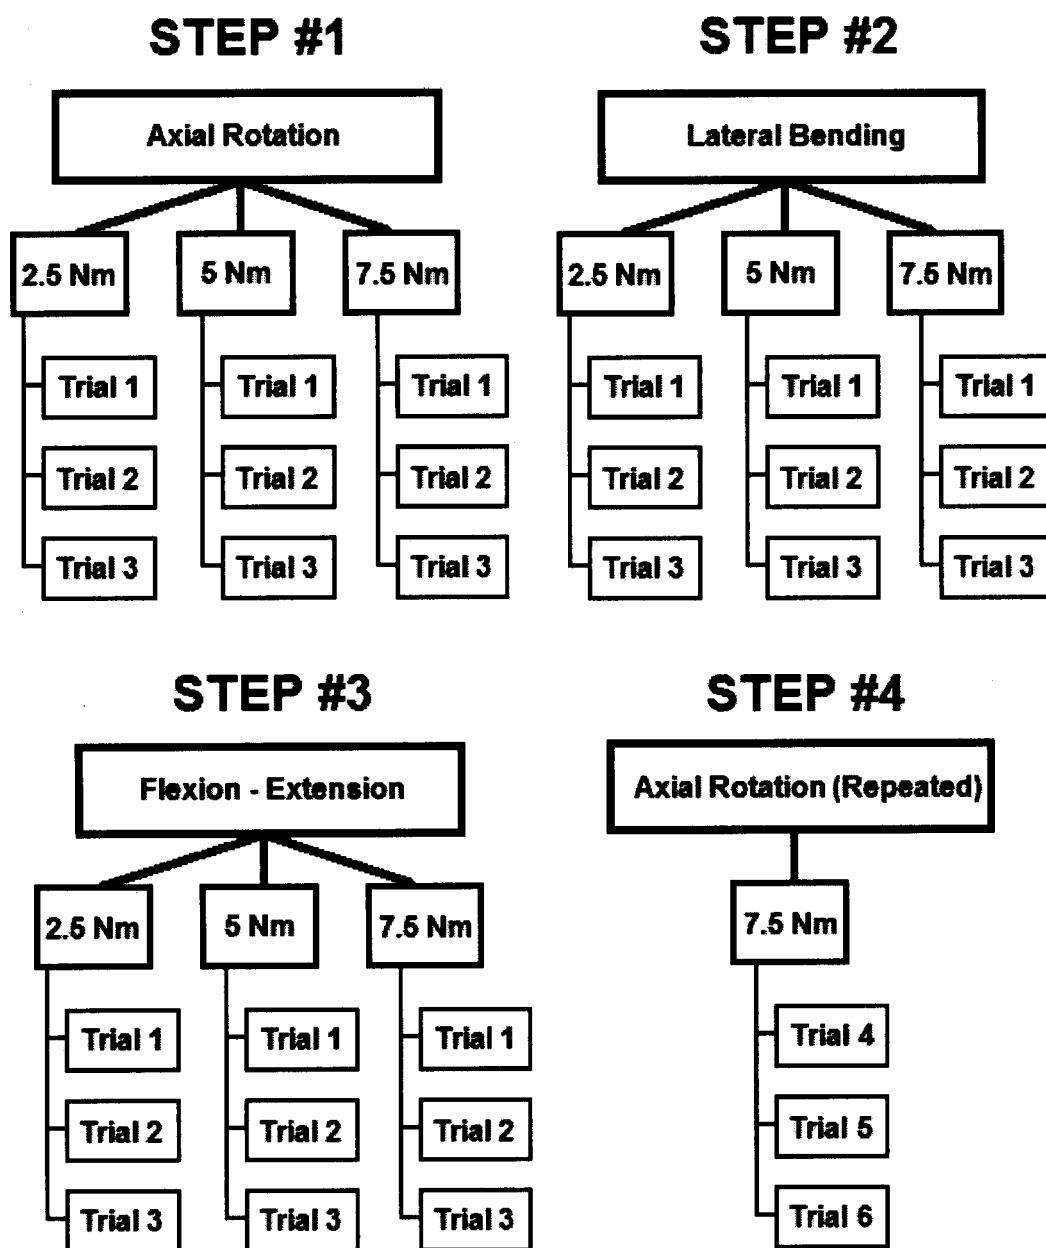 STEP #1
Axial Rotation
2.5 Nm
5 Nm
7.5 Nm
Trial 1
Trial 1
Trial 1
Trial 2
Trial 2
Trial 2
Trial 3
Trial 3
Trial 3
STEP #2
Lateral Bending
2.5 Nm
5 Nm
7.5 Nm
Trial 1
Trial 1
Trial 1
Trial 2
Trial 2
Trial 2
Trial 3
Trial 3
Trial 3
STEP #3
Flexion - Extension
2.5 Nm
5 Nm
7.5 Nm
Trial 1
Trial 1
Trial 1
Trial 2
Trial 2
Trial 2
Trial 3
Trial 3
Trial 3
STEP #4
Axial Rotation (Repeated)
7.5 Nm
Trial 4
Trial 5
Trial 6